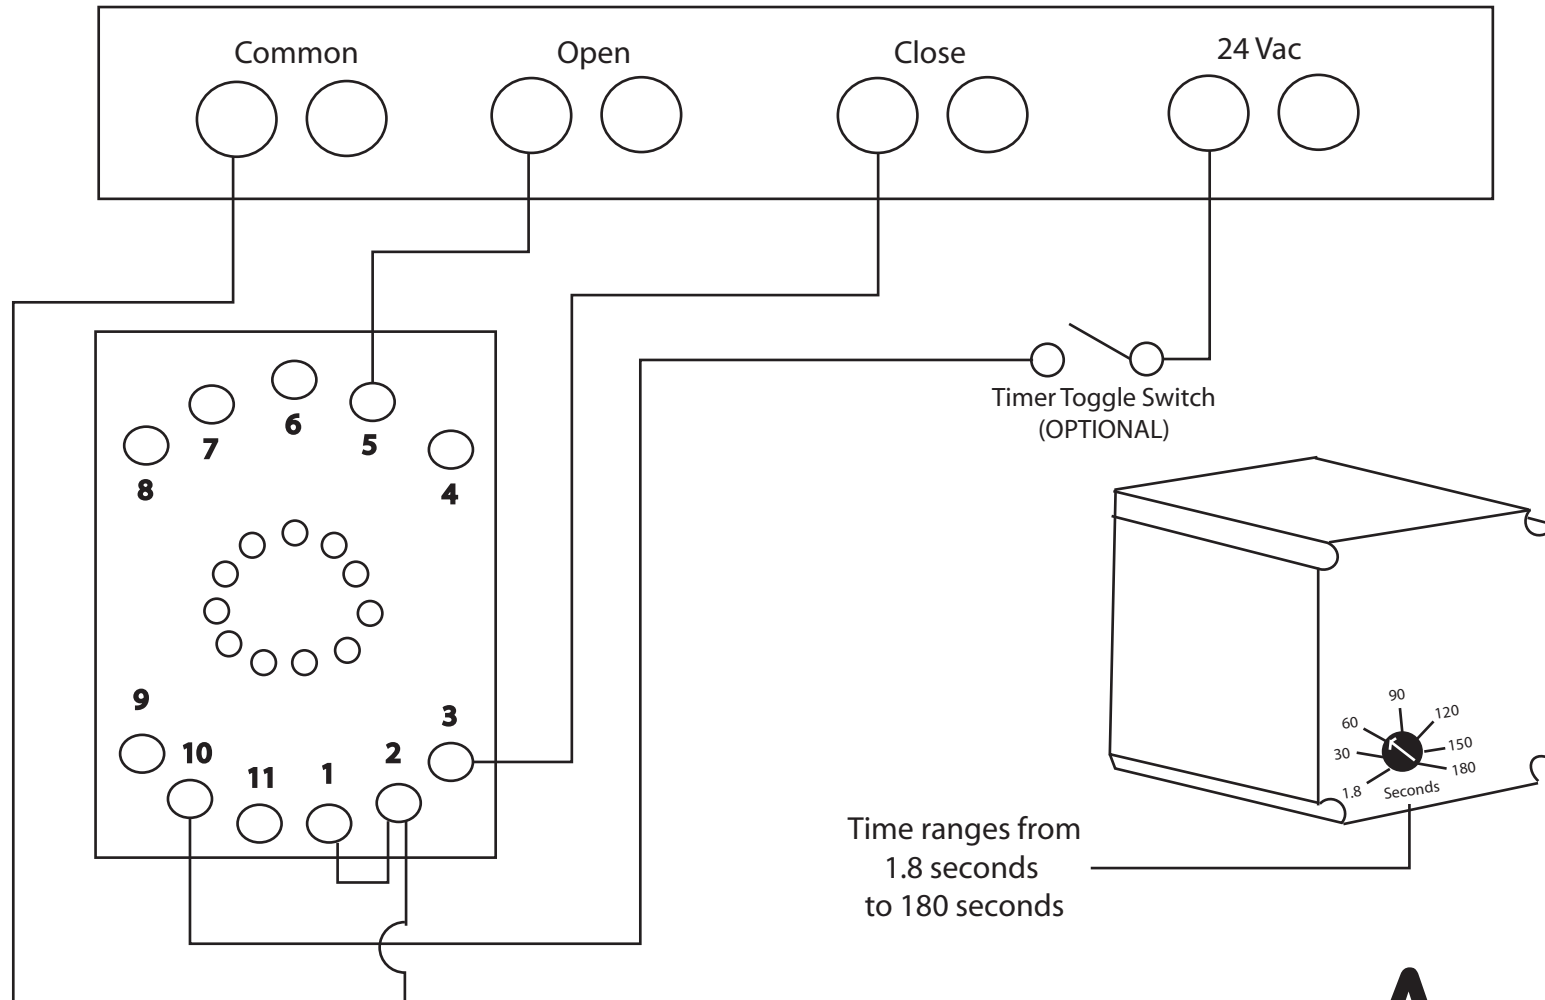 Common
Open
Close
24 Vac
Timer Toggle Switch
(OPTIONAL)
6
7
5
8
4
9
3
10
2
11
1
90
60
120
30
150
180
1.8
Seconds
Time ranges from
1.8 seconds
to 180 seconds